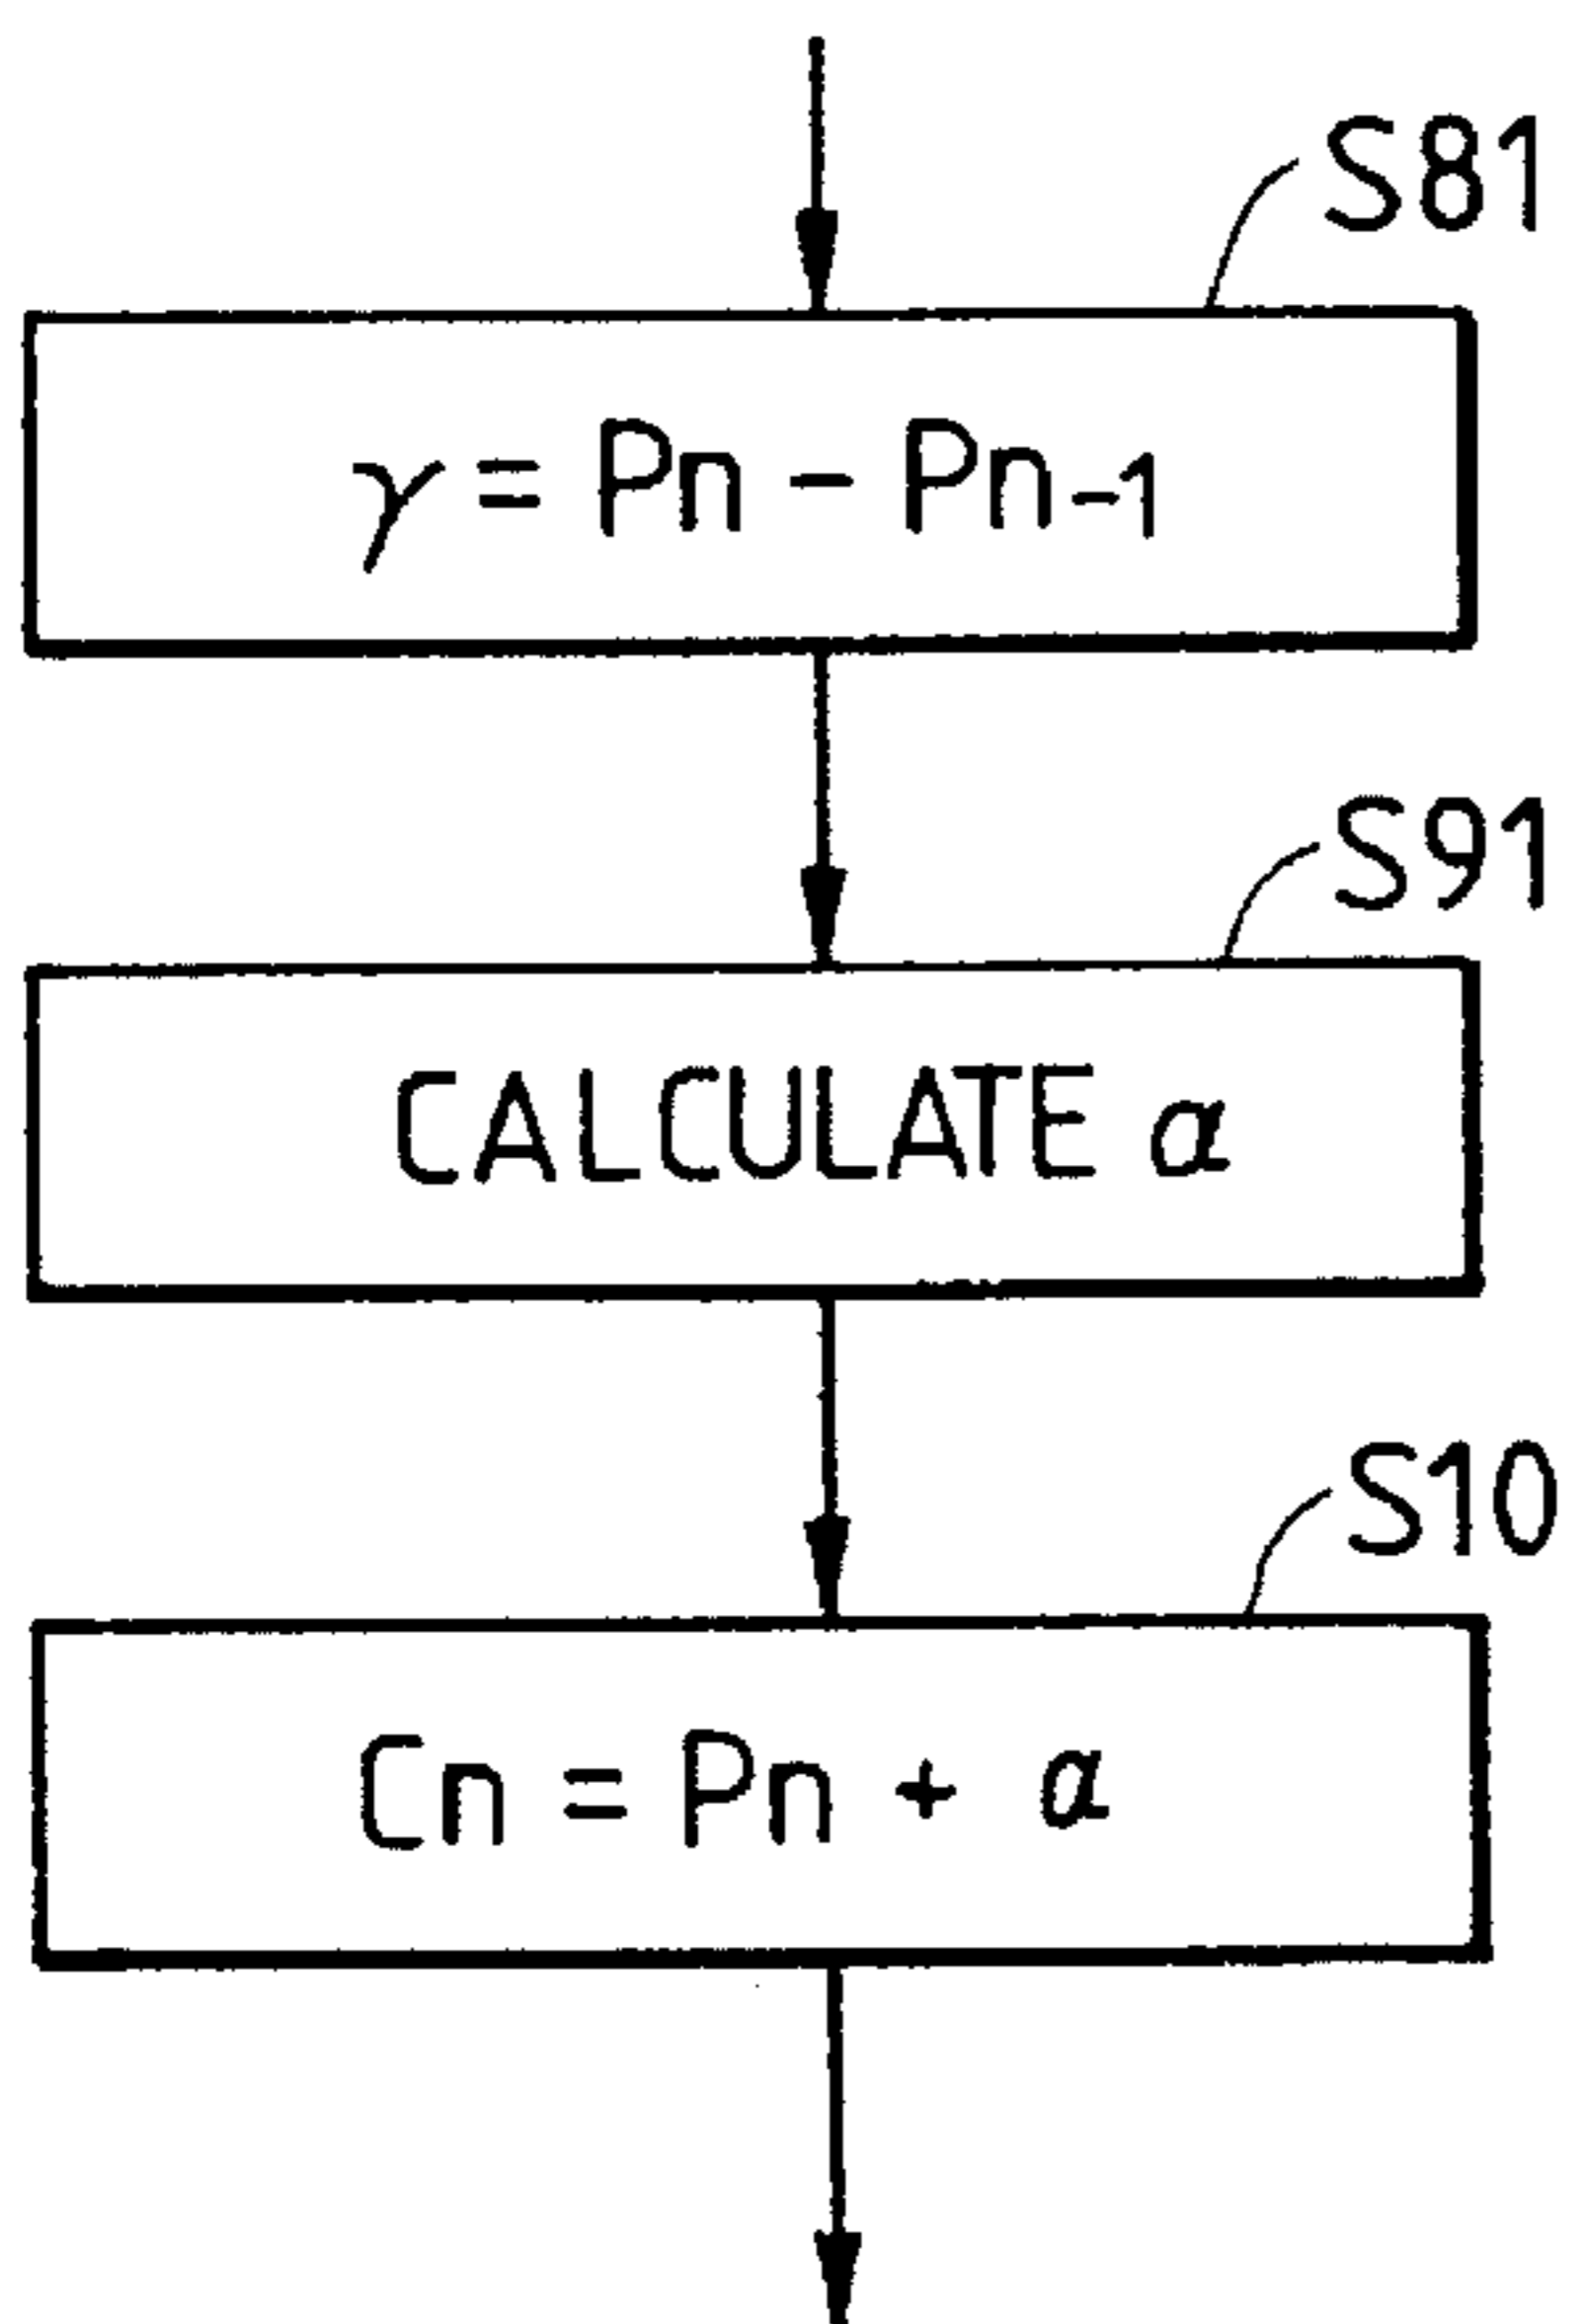 S81
γ = Pn − Pn-1
S91
CALCULATE α
S10
Cn = Pn + α